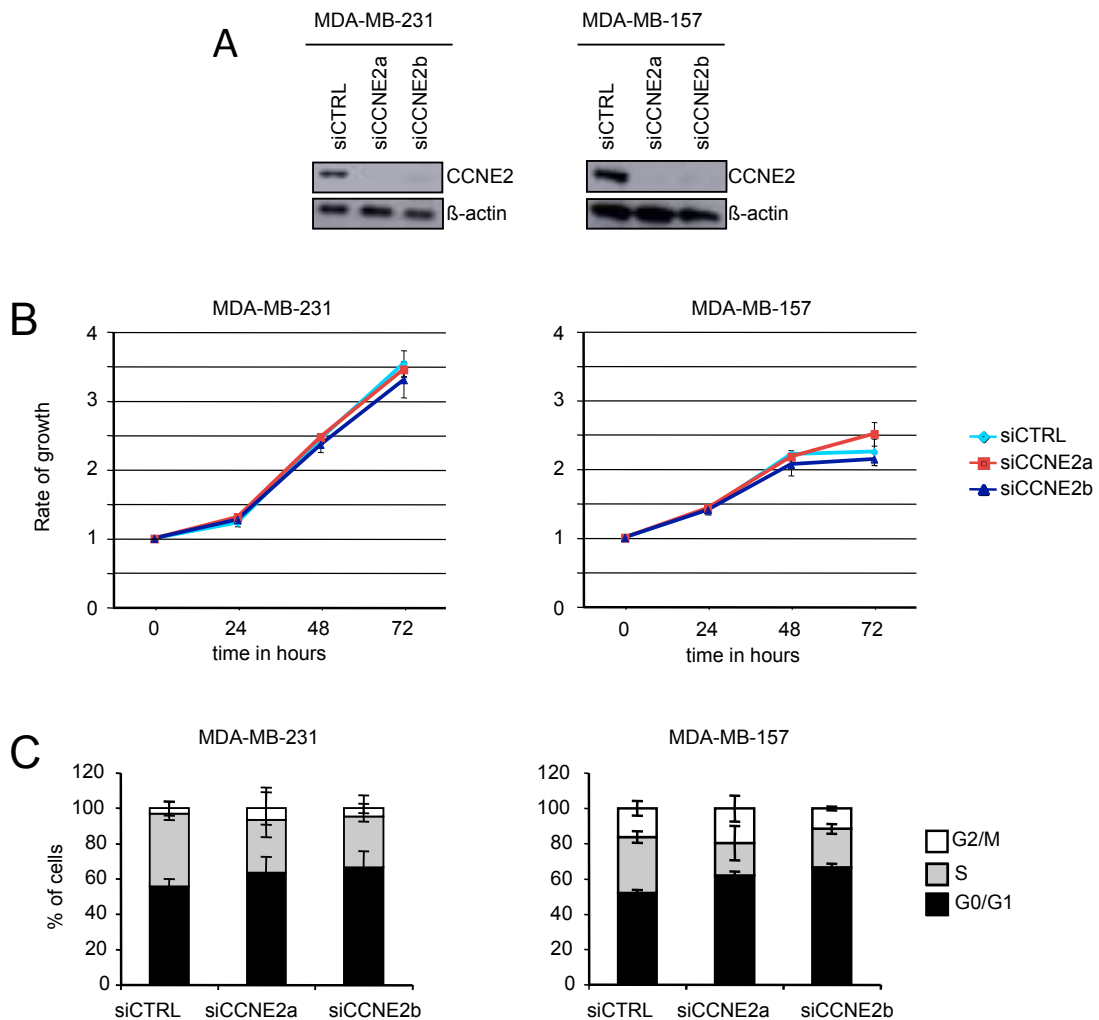 A
MDA-MB-231
MDA-MB-157
siCTRL
siCCNE2a
siCCNE2b
siCTRL
siCCNE2a
siCCNE2b
CCNE2
CCNE2
ß-actin
ß-actin
B
MDA-MB-231
MDA-MB-157
Rate of growth
4
3
2
1
0
0 24 48 72
time in hours
4
3
2
1
0
0 24 48 72
time in hours
siCTRL
siCCNE2a
siCCNE2b
C
MDA-MB-231
MDA-MB-157
% of cells
120
100
80
60
40
20
0
siCTRL siCCNE2a siCCNE2b
120
100
80
60
40
20
0
siCTRL siCCNE2a siCCNE2b
G2/M
S
G0/G1